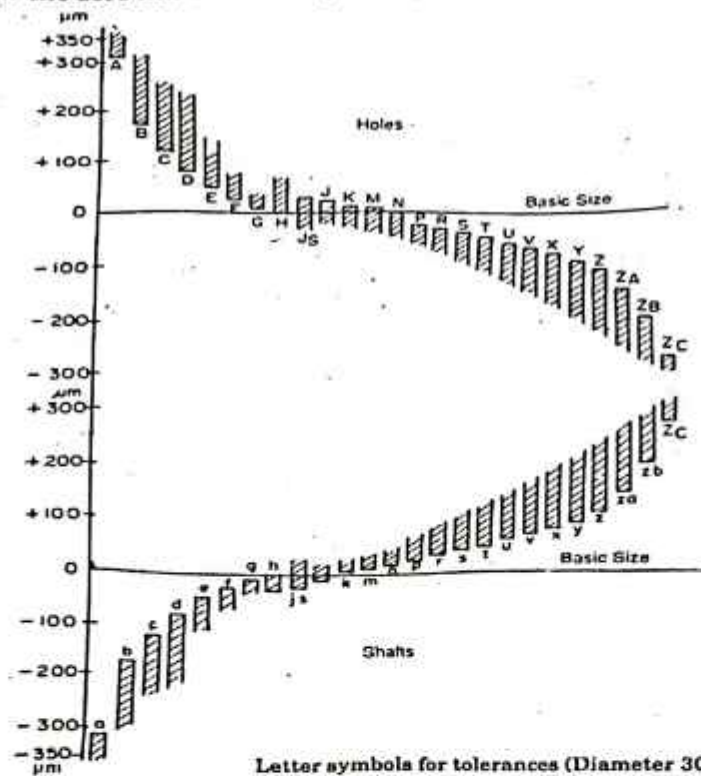 µm
+350
+300
A
+200
B
C
+100
D
E
F
Holes
J K M N
Basic Size
0
G H
JS
P R S T U V X Y Z ZA ZB ZC
-100
-200
-300
µm
+300
ZC
+200
zb
za
+100
z
y
x
v
u
t
s
r
p
Basic Size
0
g h
js
k m
f
e
d
-100
c
Shafts
b
-200
-300
a
-350
µm
Letter symbols for tolerances (Diameter 30